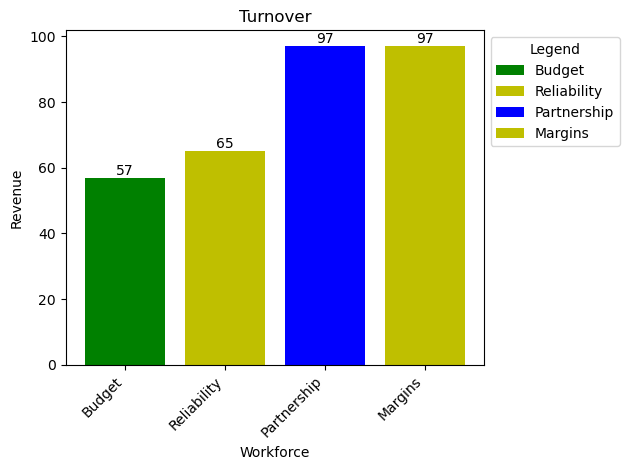 Turnover
Revenue
100
80
60
40
20
0
57
65
97
97
Budget
Reliability
Partnership
Margins
Workforce
Legend
Budget
Reliability
Partnership
Margins